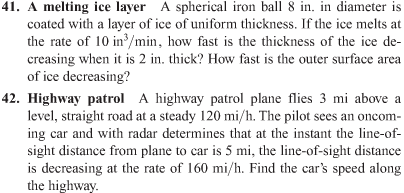 41. A melting ice layer A spherical iron ball 8 in. in diameter is
coated with a layer of ice of uniform thickness. If the ice melts at
the rate of 10 in³/min, how fast is the thickness of the ice de-
creasing when it is 2 in. thick? How fast is the outer surface area
of ice decreasing?
42. Highway patrol A highway patrol plane flies 3 mi above a
level, straight road at a steady 120 mi/h. The pilot sees an oncom-
ing car and with radar determines that at the instant the line-of-
sight distance from plane to car is 5 mi, the line-of-sight distance
is decreasing at the rate of 160 mi/h. Find the car's speed along
the highway.